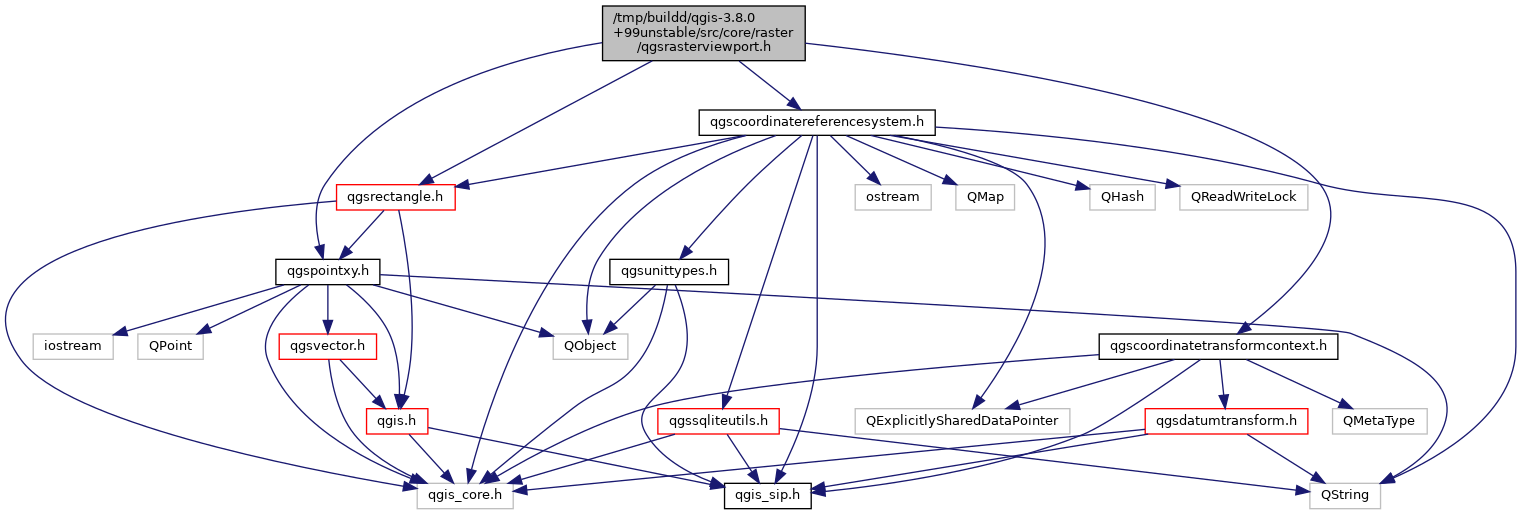 /tmp/buildd/qgis-3.8.0
+99unstable/src/core/raster
/qgsrasterviewport.h
qgscoordinatereferencesystem.h
qgsrectangle.h
ostream
QMap
QHash
QReadWriteLock
qgspointxy.h
qgsunittypes.h
iostream
QPoint
qgsvector.h
QObject
qgscoordinatetransformcontext.h
qgis.h
qgssqliteutils.h
QExplicitlySharedDataPointer
qgsdatumtransform.h
QMetaType
qgis_core.h
qgis_sip.h
QString